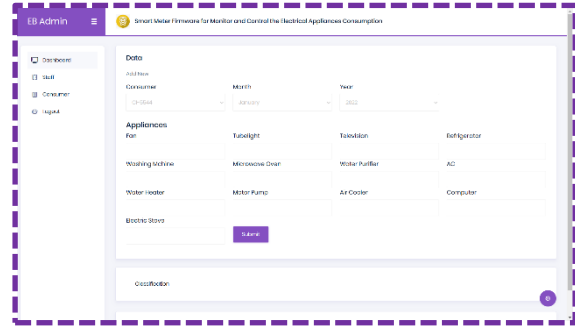 EB Admin
Smart Meter Firmware for Monitor and Control the Electrical Appliances Consumption
Dashboard
Staff
Consumer
Logout
Data
Add New
Consumer Month Year
January 2022
Appliances
Fan Tubelight Television Refrigerator
Washing Machine Microwave Oven Water Purifier AC
Water Heater Motor Pump Air Cooler Computer
Electric Stove
Submit
Classification